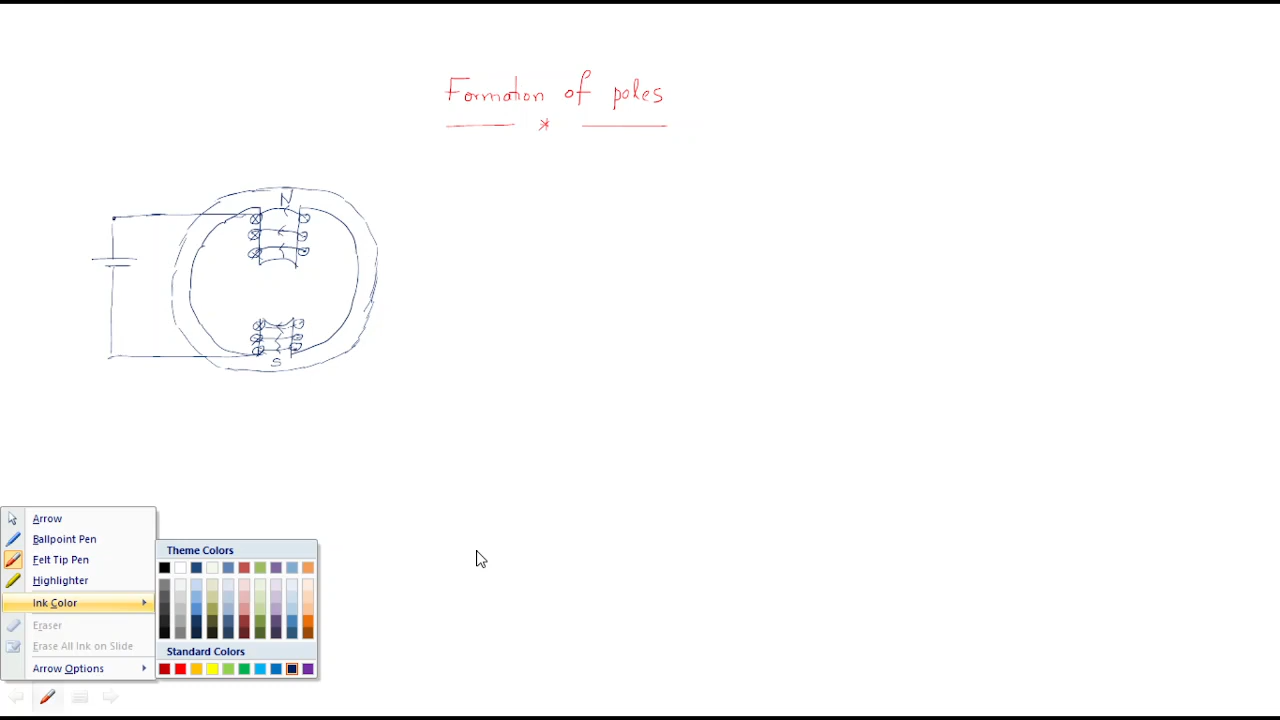 Formation of poles
*
N
S
Arrow
Ballpoint Pen
Felt Tip Pen
Highlighter
Ink Color
Eraser
Erase All Ink on Slide
Arrow Options
Theme Colors
Standard Colors